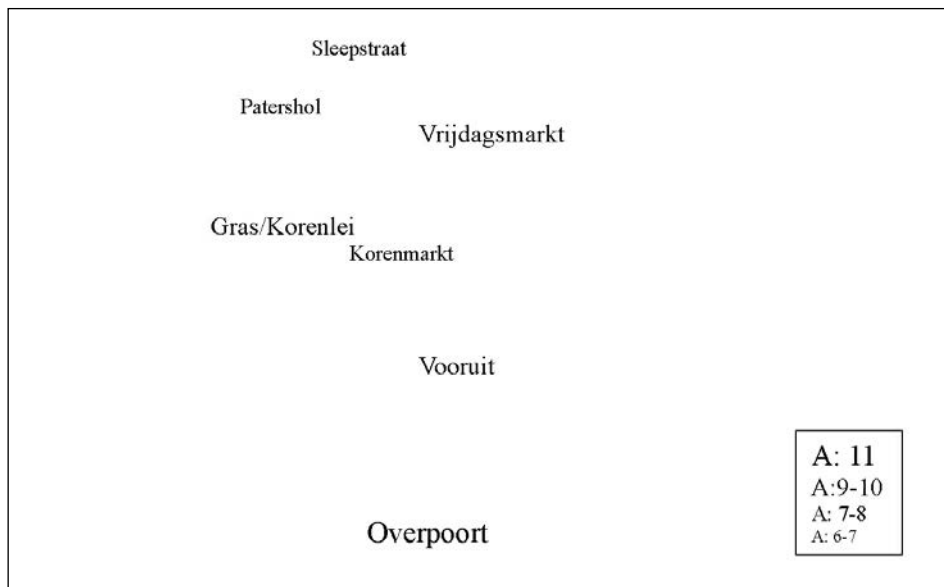 Sleepstraat
Patershol
Vrijdagsmarkt
Gras/Korenlei
Korenmarkt
Vooruit
Overpoort
A: 11
A:9-10
A: 7-8
A: 6-7